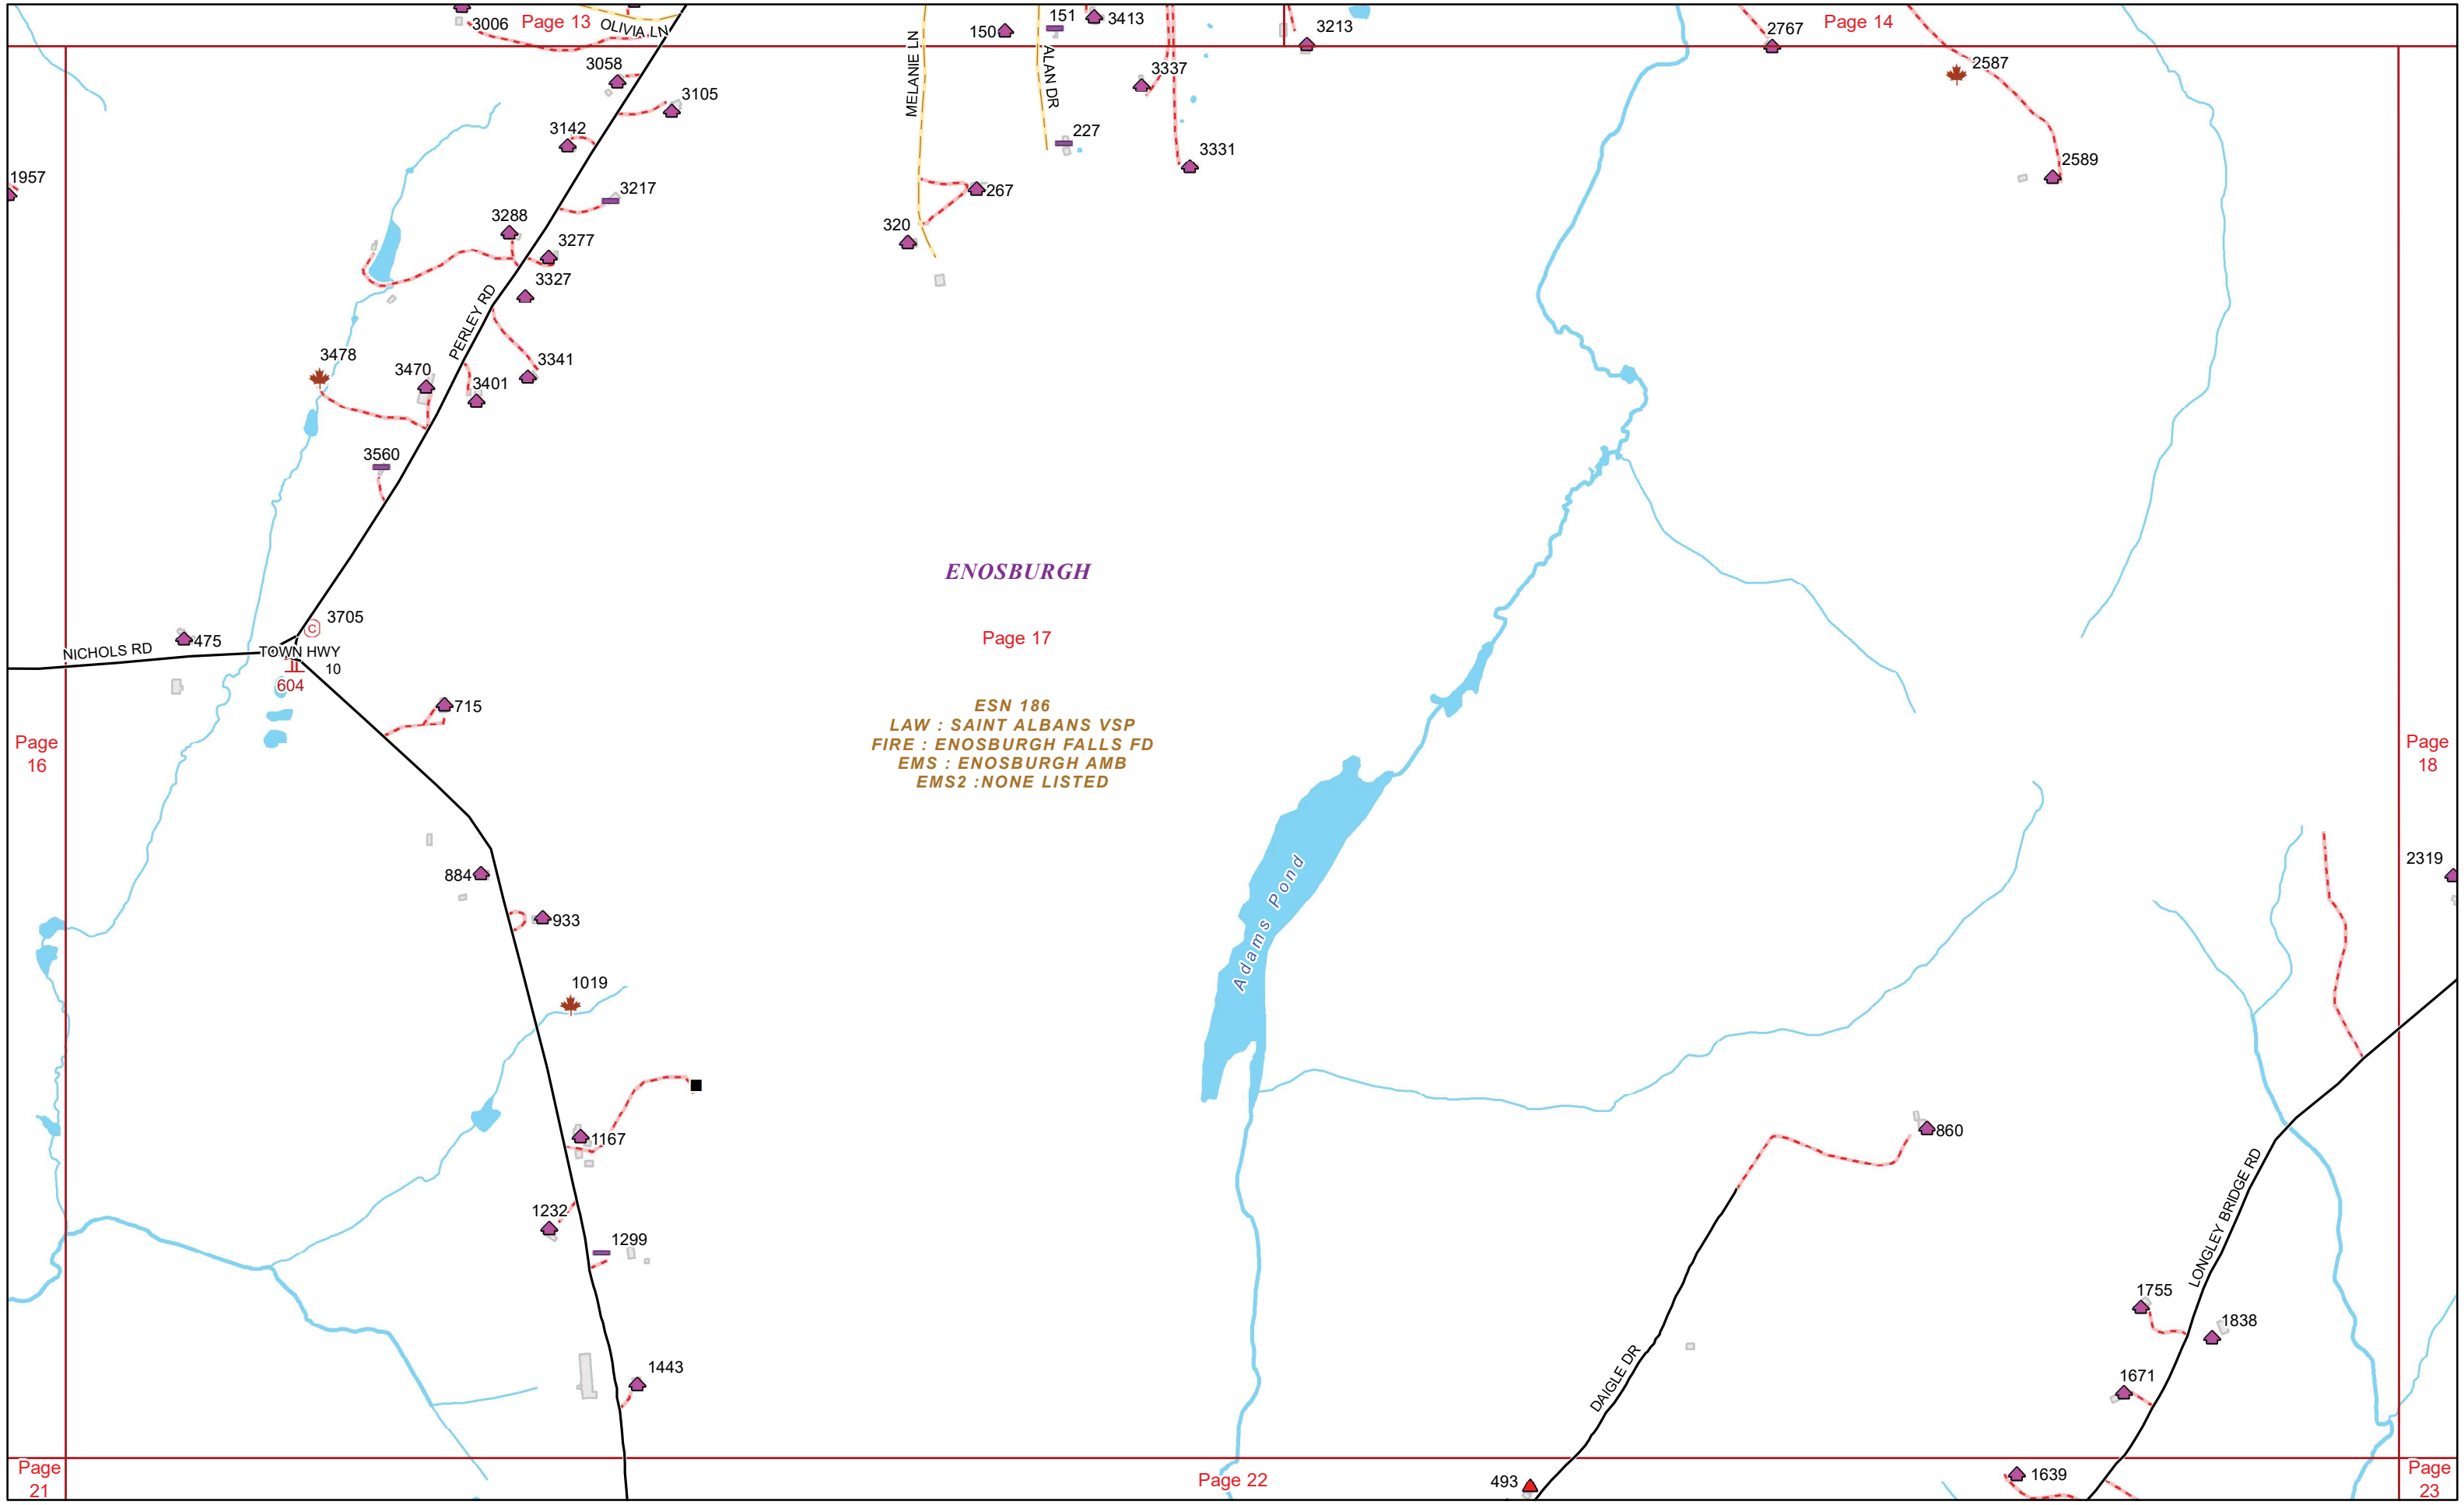 3006
Page 13
OLIVIA LN
150
151
3413
3213
2767
Page 14
3058
MELANIE LN
ALAN DR
3337
2587
3105
3142
227
3331
2589
1957
3217
267
3288
320
3277
3327
PERLEY RD
3478
3470
3341
3401
3560
ENOSBURGH
Page 17
3705
C
475
NICHOLS RD
TOWN HWY
10
604
715
ESN 186
LAW : SAINT ALBANS VSP
FIRE : ENOSBURGH FALLS FD
EMS : ENOSBURGH AMB
EMS2 :NONE LISTED
Page
16
Page
18
884
2319
933
Adams Pond
1019
1167
860
1232
1299
LONGLEY BRIDGE RD
1755
1838
DAIGLE DR
1443
1671
Page
21
Page 22
493
1639
Page
23